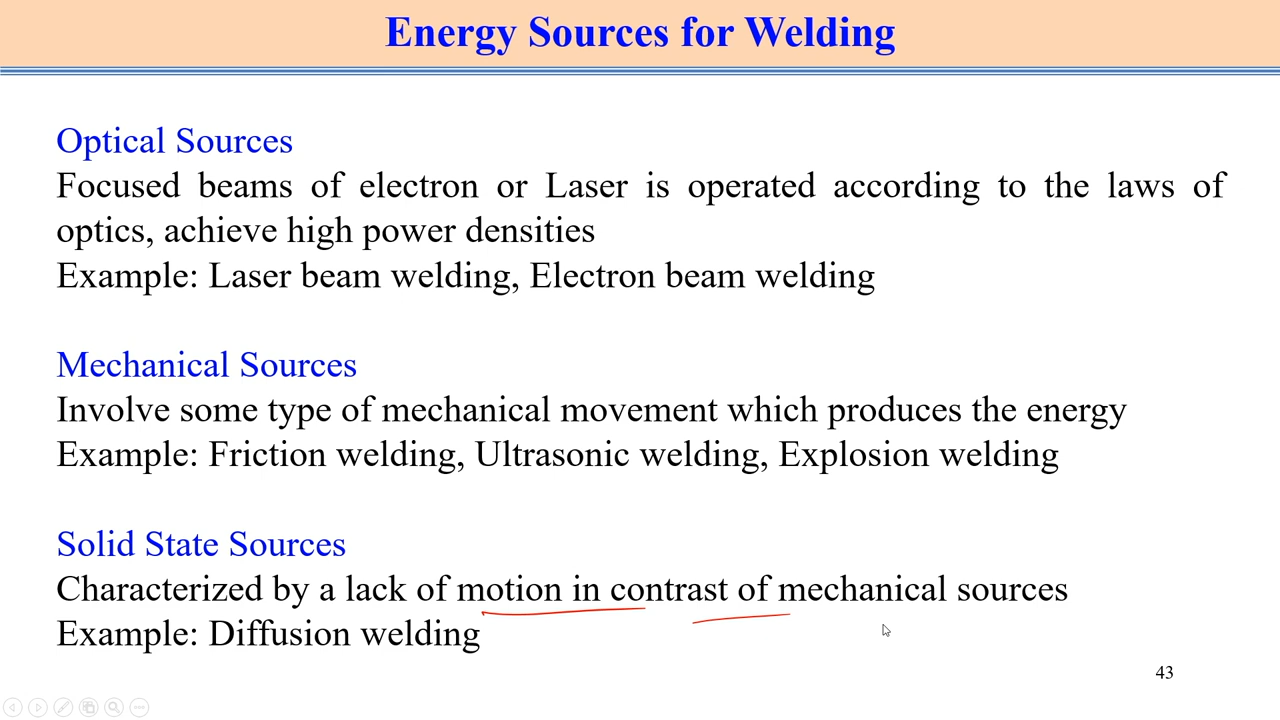 Energy Sources for Welding
Optical Sources
Focused beams of electron or Laser is operated according to the laws of
optics, achieve high power densities
Example: Laser beam welding, Electron beam welding
Mechanical Sources
Involve some type of mechanical movement which produces the energy
Example: Friction welding, Ultrasonic welding, Explosion welding
Solid State Sources
Characterized by a lack of motion in contrast of mechanical sources
Example: Diffusion welding
43